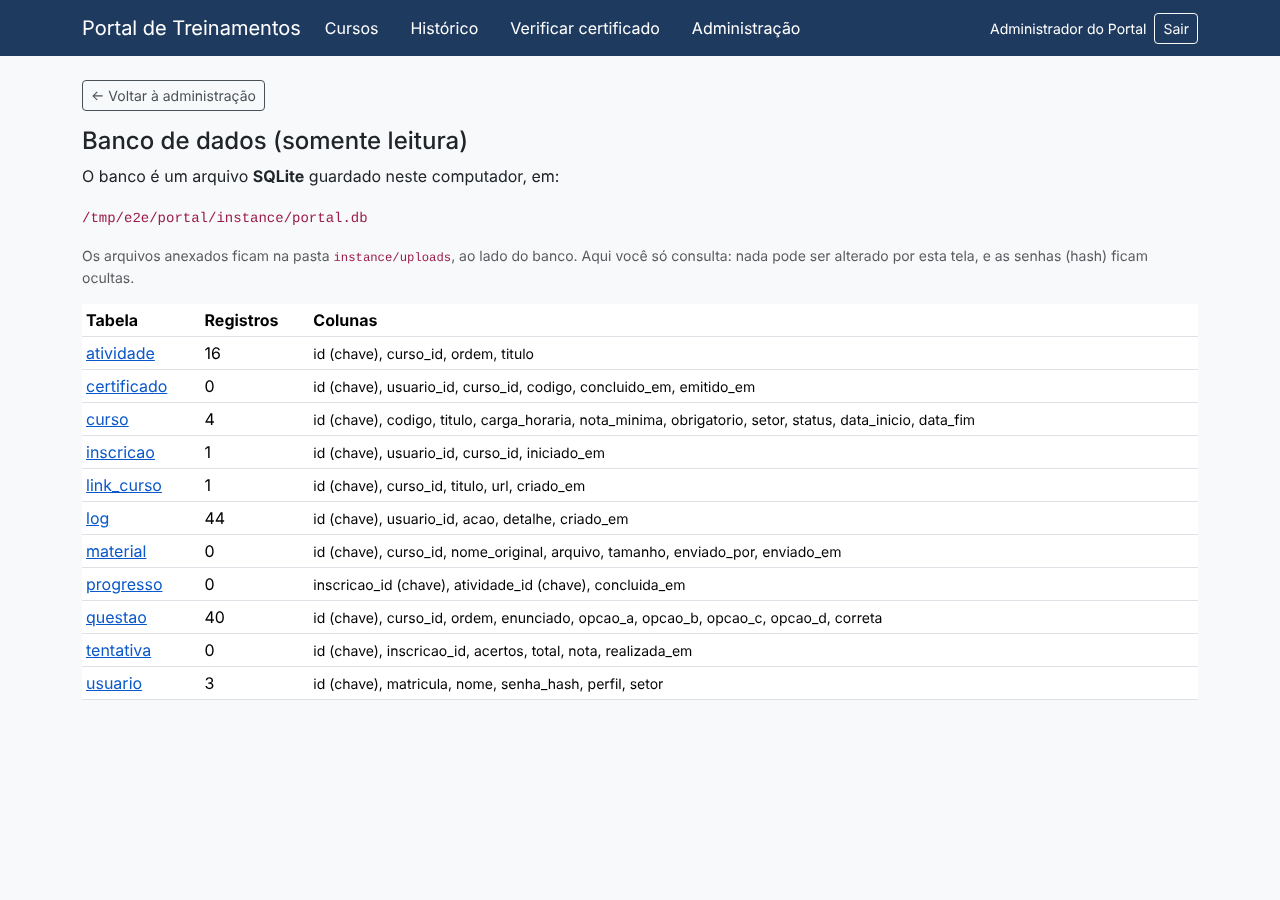 Portal de Treinamentos Cursos Histórico Verificar certificado Administração Administrador do Portal Sair
← Voltar à administração
Banco de dados (somente leitura)
O banco é um arquivo SQLite guardado neste computador, em:
/tmp/e2e/portal/instance/portal.db
Os arquivos anexados ficam na pasta instance/uploads, ao lado do banco. Aqui você só consulta: nada pode ser alterado por esta tela, e as senhas (hash) ficam
ocultas.
Tabela Registros Colunas
atividade 16 id (chave), curso_id, ordem, titulo
certificado 0 id (chave), usuario_id, curso_id, codigo, concluido_em, emitido_em
curso 4 id (chave), codigo, titulo, carga_horaria, nota_minima, obrigatorio, setor, status, data_inicio, data_fim
inscricao 1 id (chave), usuario_id, curso_id, iniciado_em
link_curso 1 id (chave), curso_id, titulo, url, criado_em
log 44 id (chave), usuario_id, acao, detalhe, criado_em
material 0 id (chave), curso_id, nome_original, arquivo, tamanho, enviado_por, enviado_em
progresso 0 inscricao_id (chave), atividade_id (chave), concluida_em
questao 40 id (chave), curso_id, ordem, enunciado, opcao_a, opcao_b, opcao_c, opcao_d, correta
tentativa 0 id (chave), inscricao_id, acertos, total, nota, realizada_em
usuario 3 id (chave), matricula, nome, senha_hash, perfil, setor